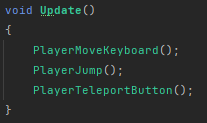 void Update()
{
PlayerMoveKeyboard();
PlayerJump();
PlayerTeleportButton();
}